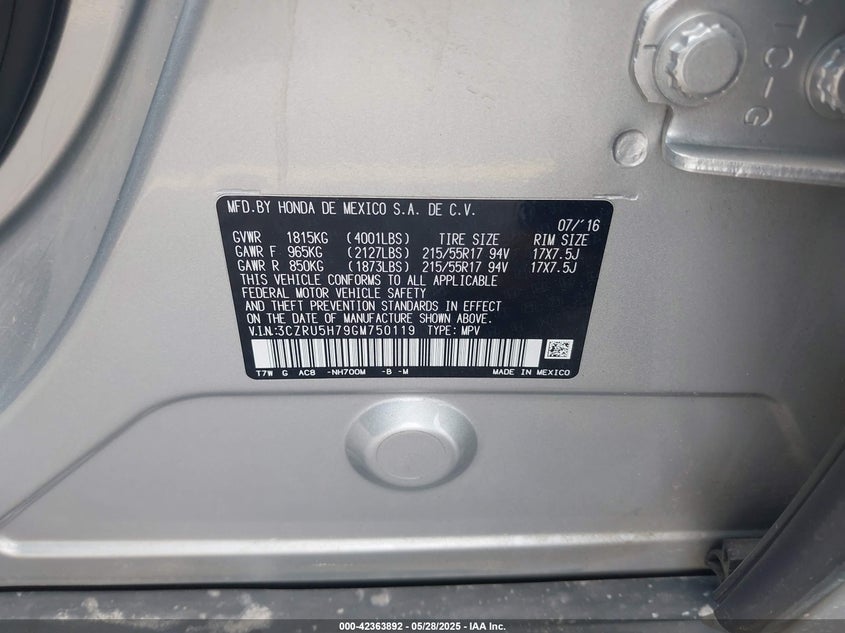 TC-G
MFD.BY HONDA DE MEXICO S.A. DE C.V.
07/'16
GVWR 1815KG (4001LBS) TIRE SIZE RIM SIZE
GAWR F 965KG (2127LBS) 215/55R17 94V 17X7.5J
GAWR R 850KG (1873LBS) 215/55R17 94V 17X7.5J
THIS VEHICLE CONFORMS TO ALL APPLICABLE
FEDERAL MOTOR VEHICLE SAFETY
AND THEFT PREVENTION STANDARDS IN EFFECT
ON THE DATE OF MANUFACTURE SHOWN ABOVE.
V.I.N.:3CZRU5H79GM750119 TYPE: MPV
T7W G AC8 -NH700M -B -M MADE IN MEXICO
000-42363892 - 05/28/2025 - IAA Inc.